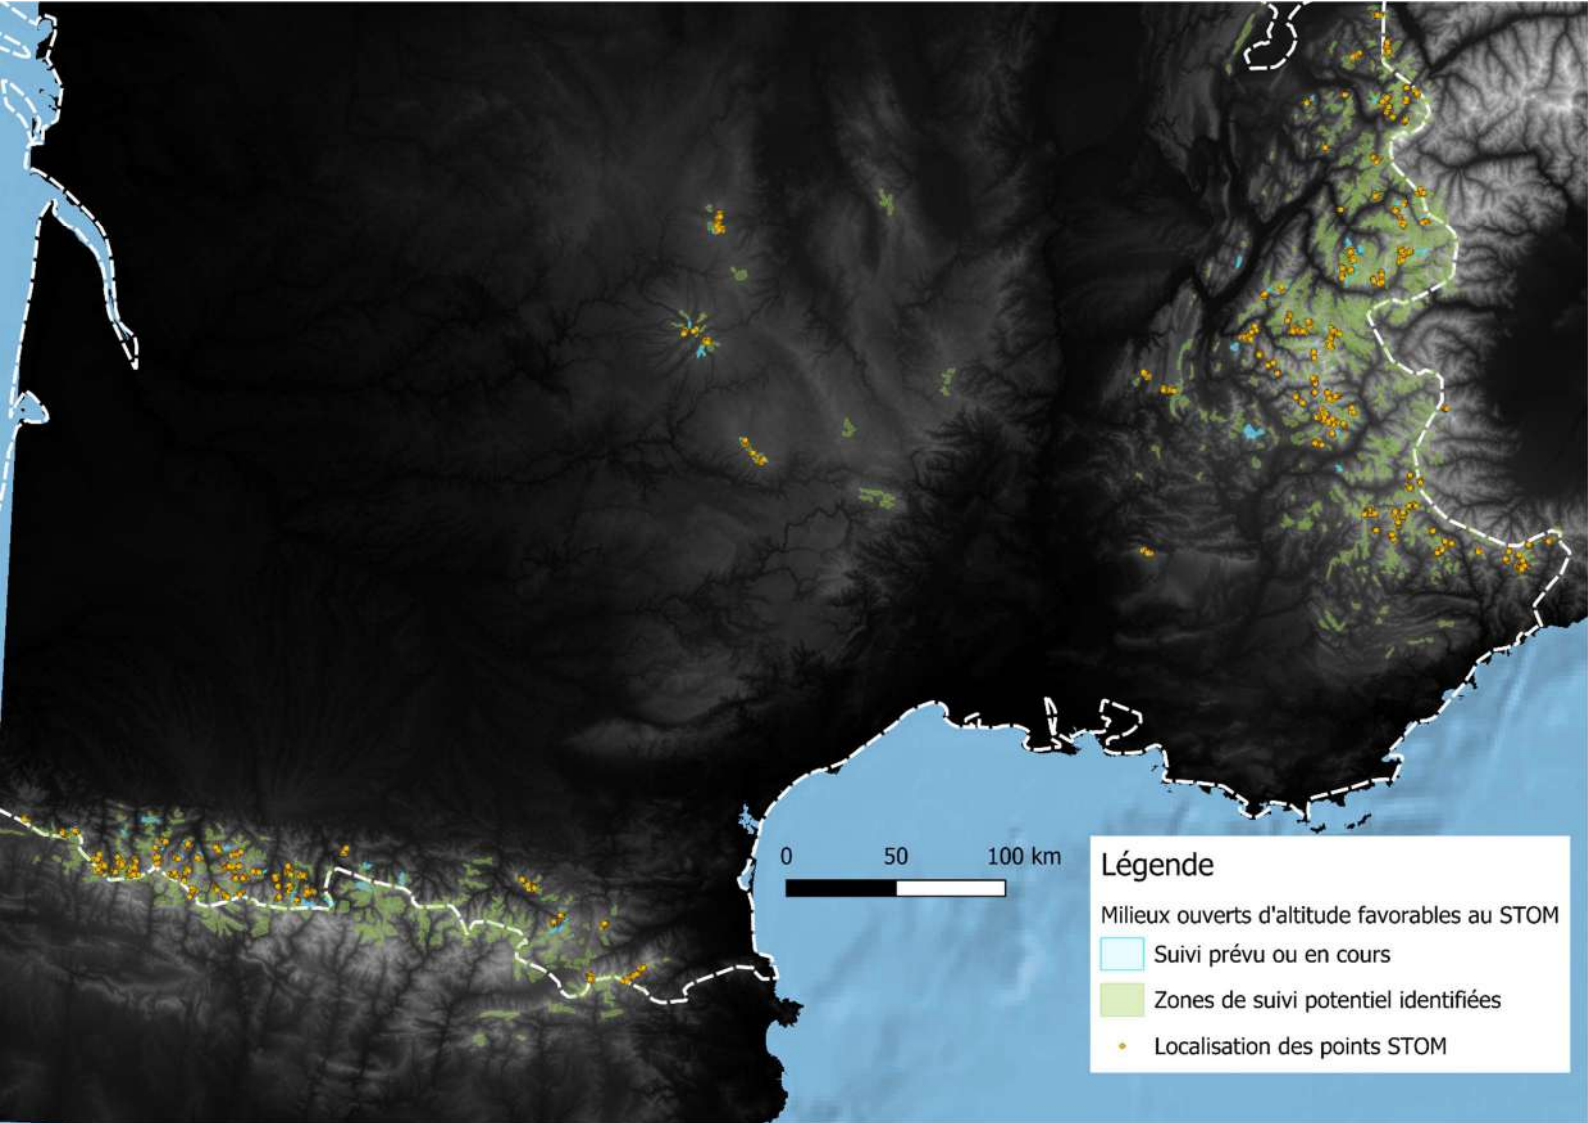 0 50 100 km
Légende
Milieux ouverts d'altitude favorables au STOM
Suivi prévu ou en cours
Zones de suivi potentiel identifiées
Localisation des points STOM